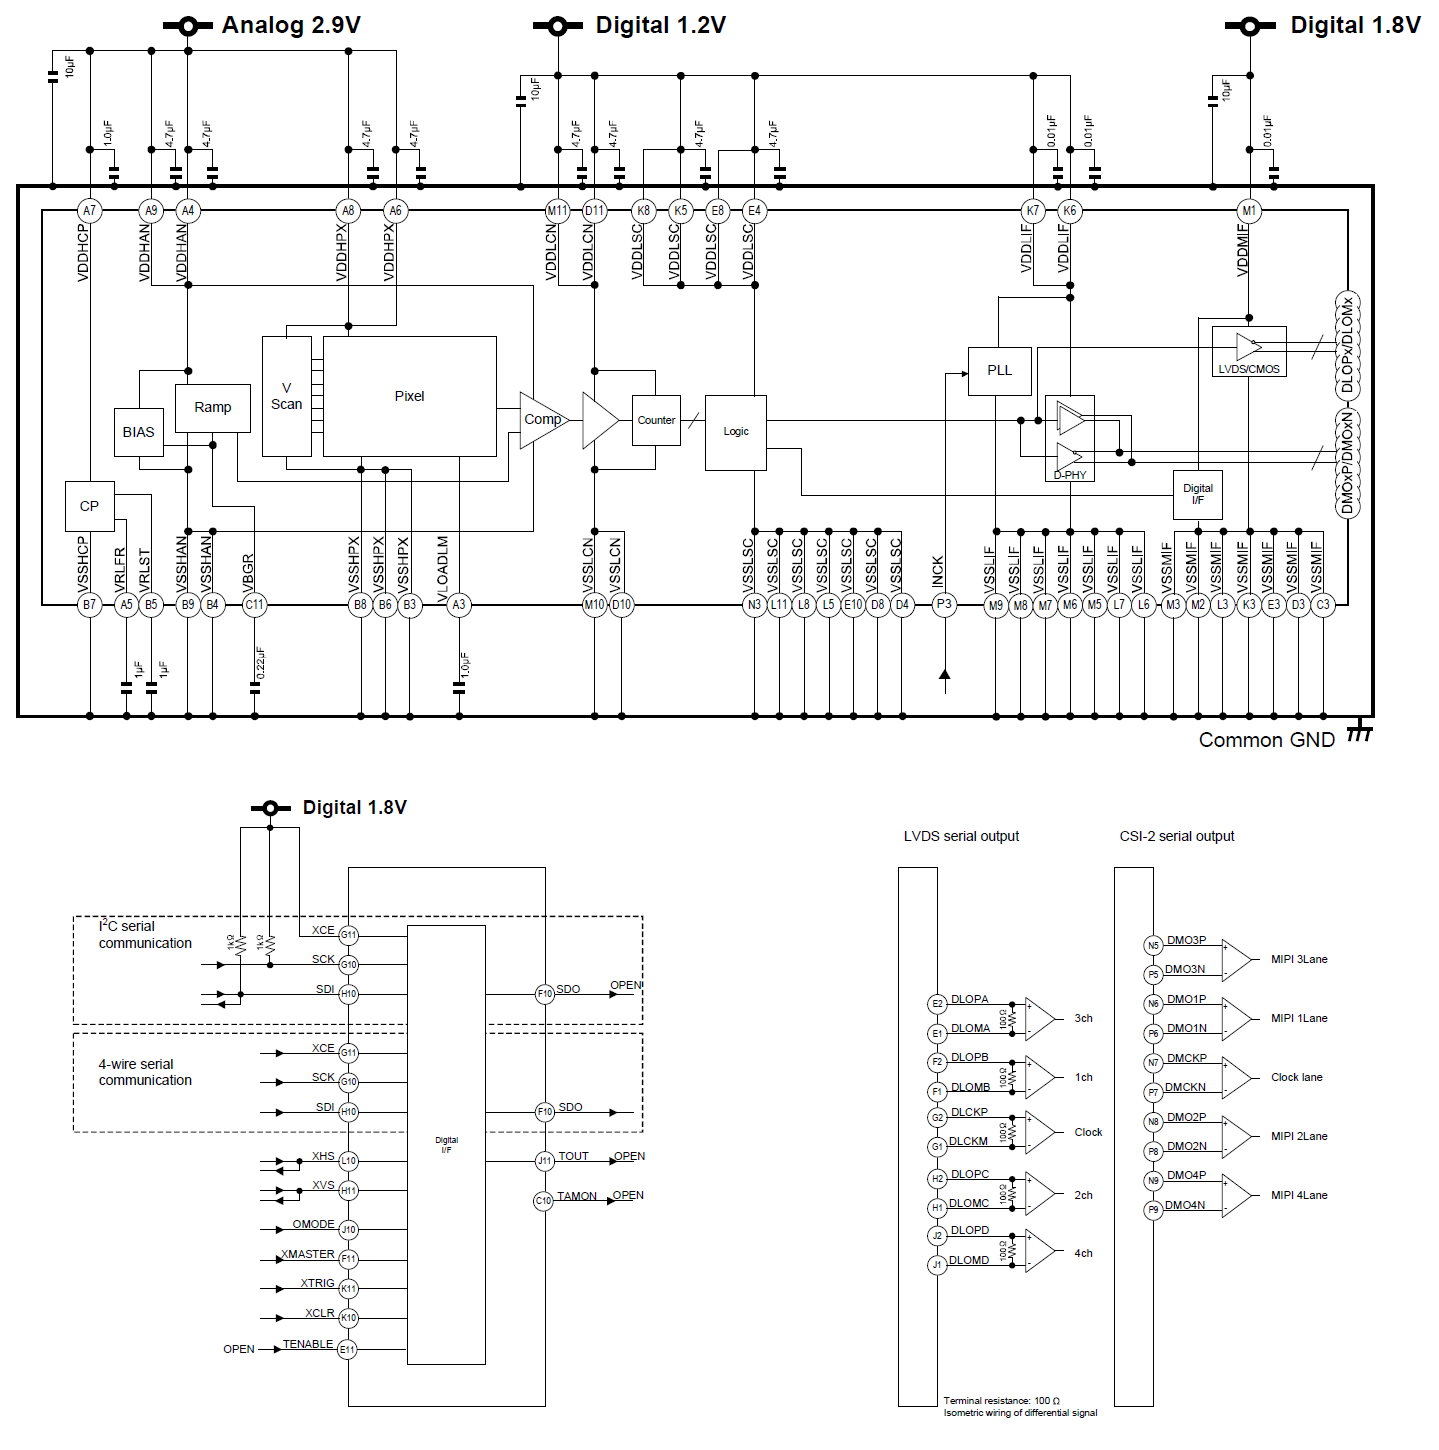 Analog 2.9V
Digital 1.2V
Digital 1.8V
10µF
1.0µF
4.7µF
4.7µF
4.7µF
4.7µF
10µF
4.7µF
4.7µF
4.7µF
4.7µF
0.01µF
0.01µF
10µF
0.01µF
A7
A9
A4
A8
A6
M11
D11
K8
K5
E8
E4
K7
K6
M1
VDDHCP
VDDHAN
VDDHAN
VDDHPX
VDDHPX
VDDLCN
VDDLCN
VDDLSC
VDDLSC
VDDLSC
VDDLSC
VDDLIF
VDDLIF
VDDMIF
DLOPx/DLOMx
LVDS/CMOS
PLL
V
Scan
Pixel
Ramp
BIAS
Comp
Counter
Logic
D-PHY
DMOxP/DMOxN
Digital
I/F
CP
VSSHCP
VRLFR
VRLST
VSSHAN
VSSHAN
VBGR
VSSHPX
VSSHPX
VSSHPX
VLOADLM
VSSLCN
VSSLCN
VSSLSC
VSSLSC
VSSLSC
VSSLSC
VSSLSC
VSSLSC
VSSLSC
INCK
VSSLIF
VSSLIF
VSSLIF
VSSLIF
VSSLIF
VSSLIF
VSSLIF
VSSMIF
VSSMIF
VSSMIF
VSSMIF
VSSMIF
VSSMIF
VSSMIF
B7
A5
B5
B9
B4
C11
B8
B6
B3
A3
M10
D10
N3
L11
L8
L5
E10
D8
D4
P3
M9
M8
M7
M6
M5
L7
L6
M3
M2
L3
K3
E3
D3
C3
1µF
1µF
0.22µF
1.0µF
Common GND
Digital 1.8V
I2C serial
communication
1kΩ
1kΩ
XCE
G11
SCK
G10
SDI
H10
F10
SDO
OPEN
4-wire serial
communication
XCE
G11
SCK
G10
SDI
H10
F10
SDO
Digital
I/F
XHS
L10
J11
TOUT
OPEN
XVS
H11
C10
TAMON
OPEN
OMODE
J10
XMASTER
F11
XTRIG
K11
XCLR
K10
OPEN
TENABLE
E11
LVDS serial output
E2
DLOPA
100Ω
3ch
E1
DLOMA
F2
DLOPB
100Ω
1ch
F1
DLOMB
G2
DLCKP
100Ω
Clock
G1
DLCKM
H2
DLOPC
100Ω
2ch
H1
DLOMC
J2
DLOPD
100Ω
4ch
J1
DLOMD
Terminal resistance: 100 Ω
Isometric wiring of differential signal
CSI-2 serial output
N5
DMO3P
MIPI 3Lane
P5
DMO3N
N6
DMO1P
MIPI 1Lane
P6
DMO1N
N7
DMCKP
Clock lane
P7
DMCKN
N8
DMO2P
MIPI 2Lane
P8
DMO2N
N9
DMO4P
MIPI 4Lane
P9
DMO4N